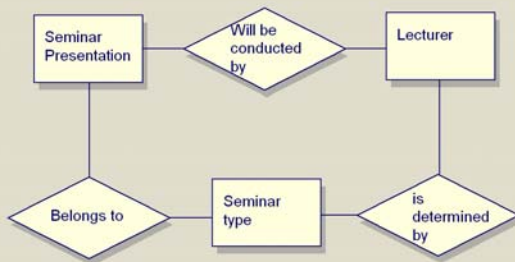 Seminar
Presentation
Will be
conducted
by
Lecturer
Belongs to
Seminar
type
is
determined
by